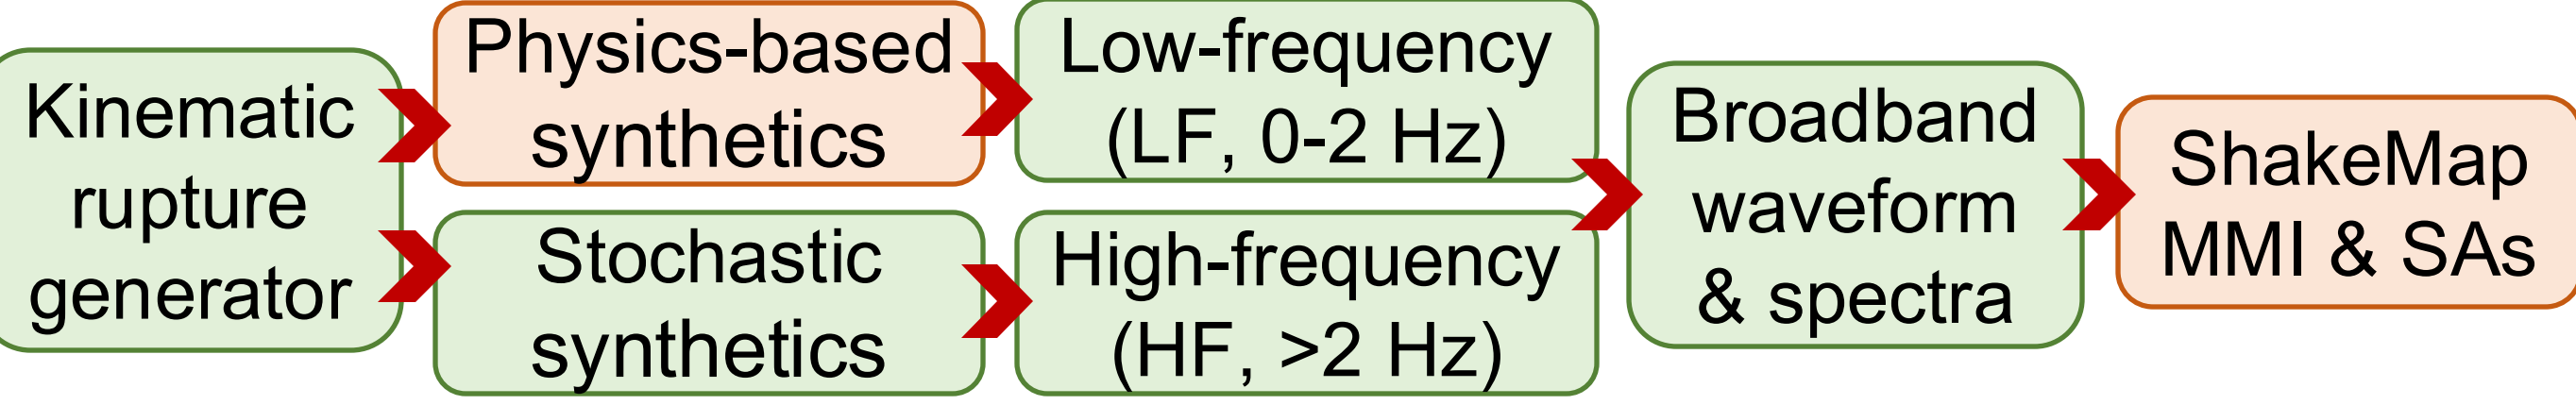 Kinematic
rupture
generator
Physics-based
synthetics
Low-frequency
(LF, 0-2 Hz)
Stochastic
synthetics
High-frequency
(HF, >2 Hz)
Broadband
waveform
& spectra
ShakeMap
MMI & SAs